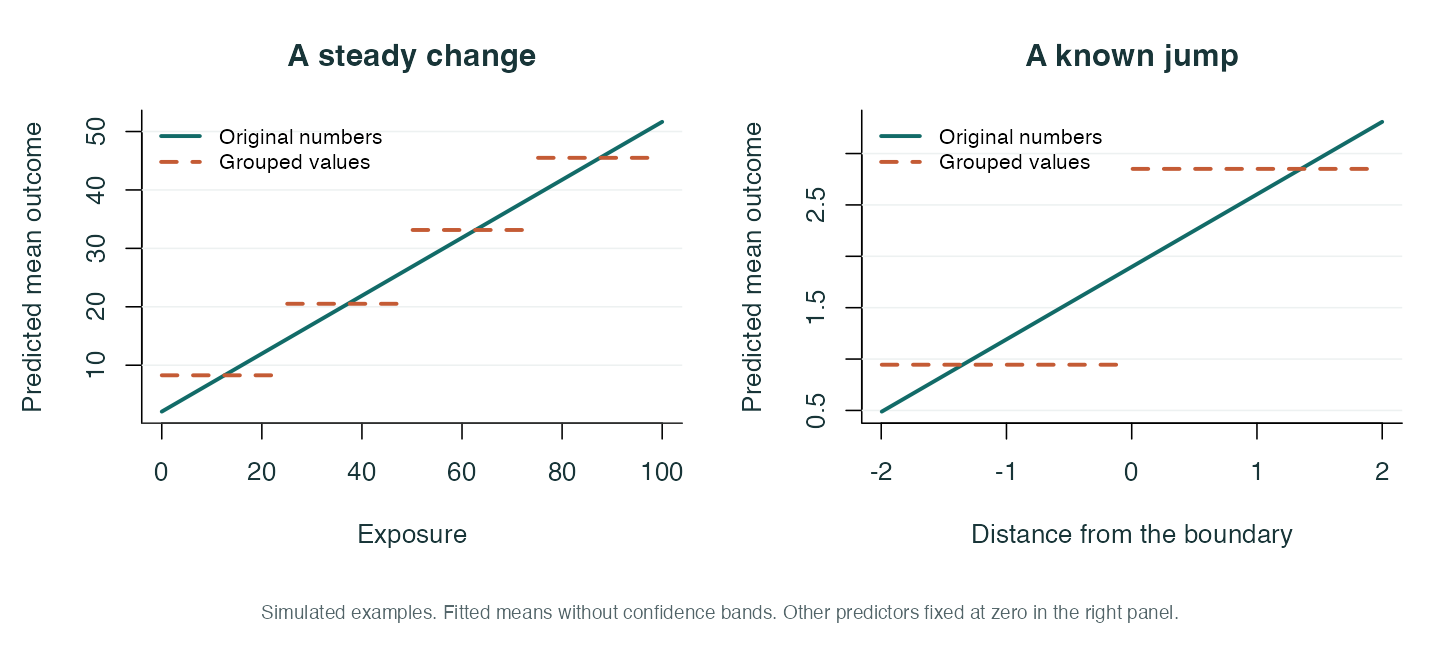 A steady change
Original numbers
Grouped values
Predicted mean outcome
50
40
30
20
10
0 20 40 60 80 100
Exposure
A known jump
Original numbers
Grouped values
Predicted mean outcome
2.5
1.5
0.5
-2 -1 0 1 2
Distance from the boundary
Simulated examples. Fitted means without confidence bands. Other predictors fixed at zero in the right panel.